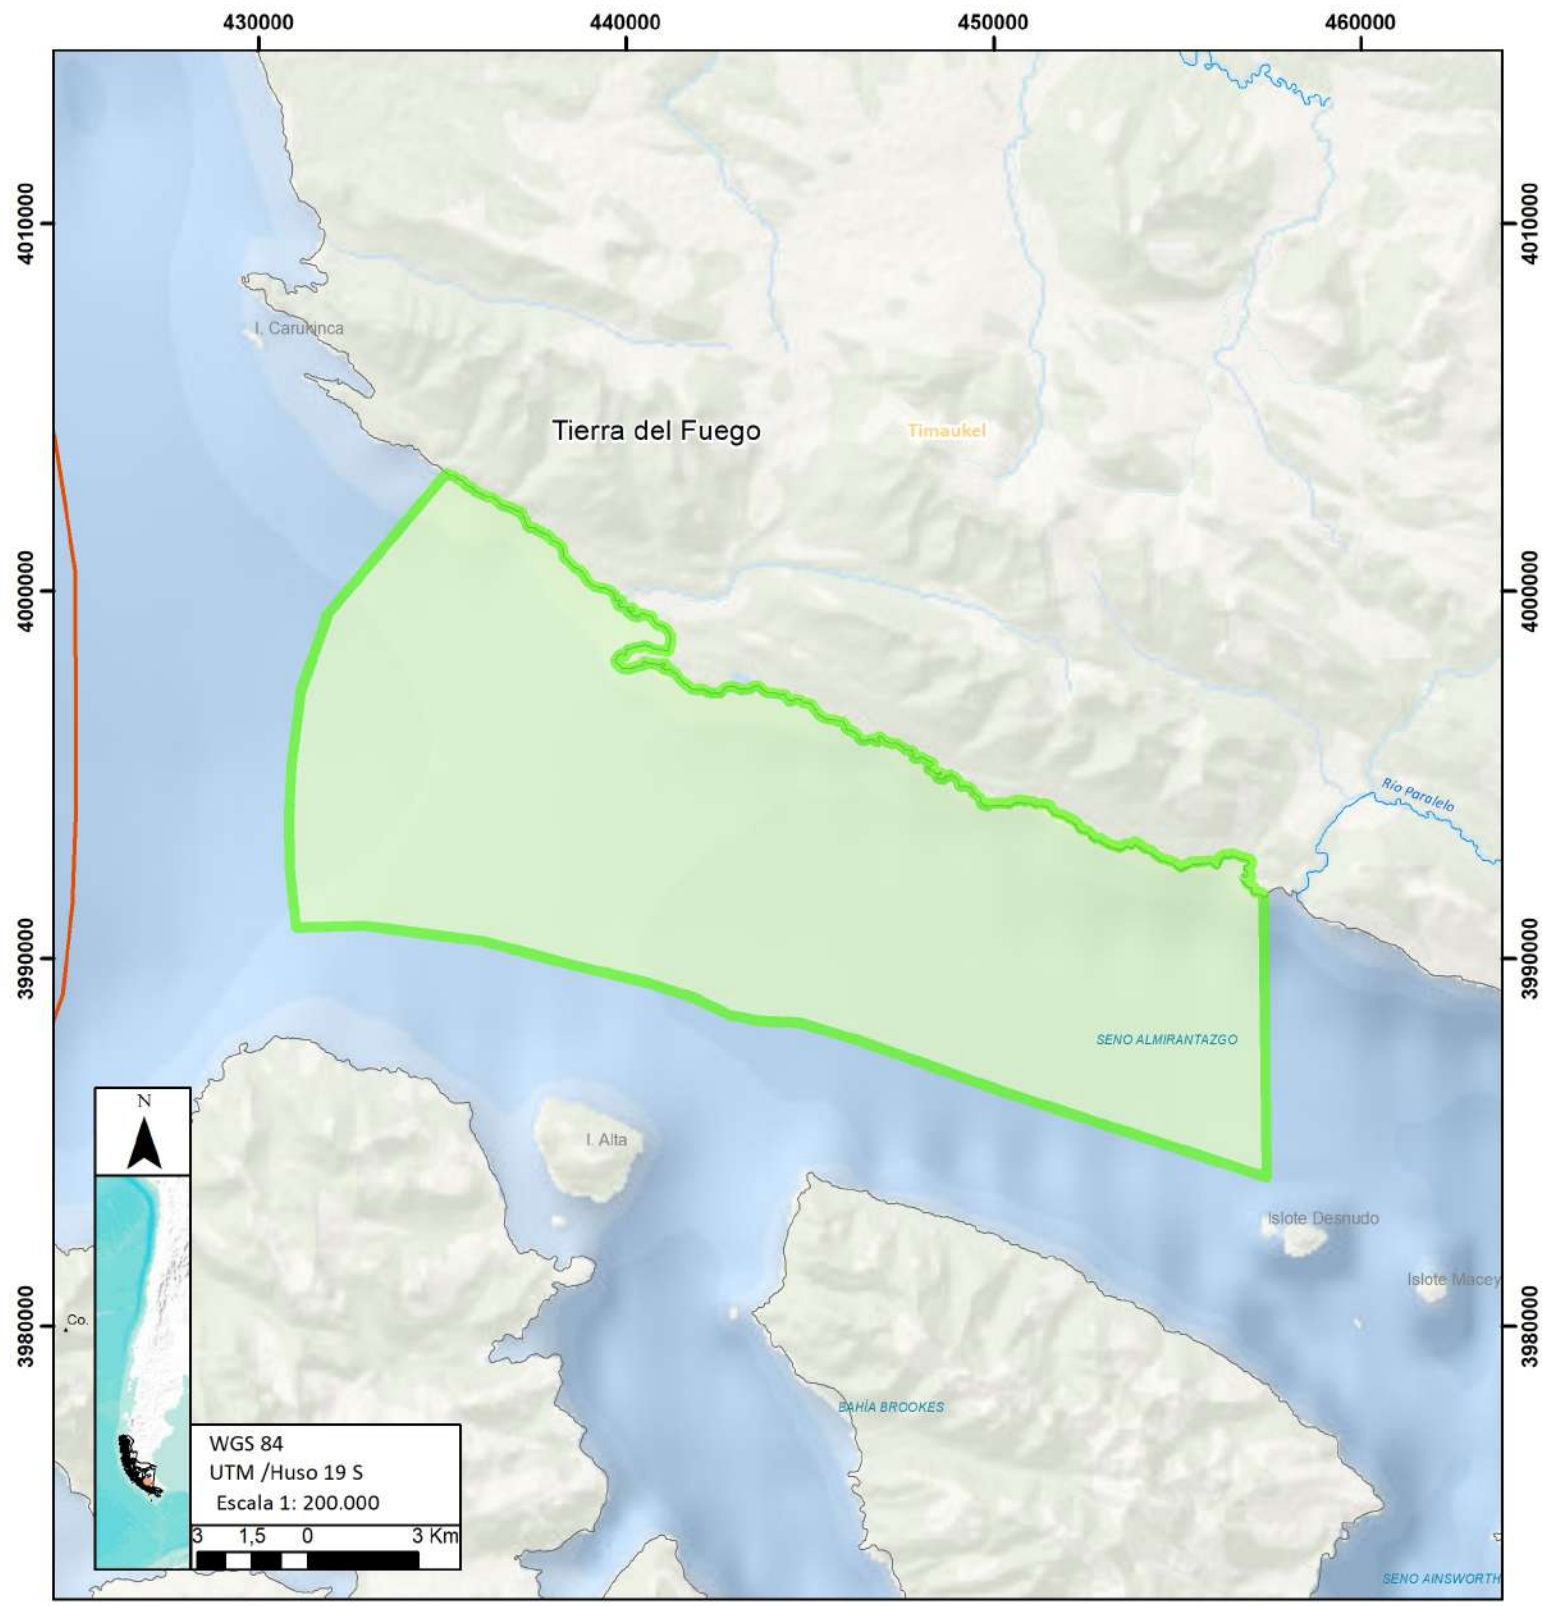 430000 440000 450000 460000
4010000 4010000
I. Carukinca
Tierra del Fuego
Timaukel
4000000 4000000
Río Paralelo
3990000 3990000
SENO ALMIRANTAZGO
N
I. Alta
Islote Desnudo
Islote Macey
3980000 3980000
Co.
BAHÍA BROOKES
WGS 84
UTM /Huso 19 S
Escala 1: 200.000
3 1,5 0 3 Km
SENO AINSWORTH